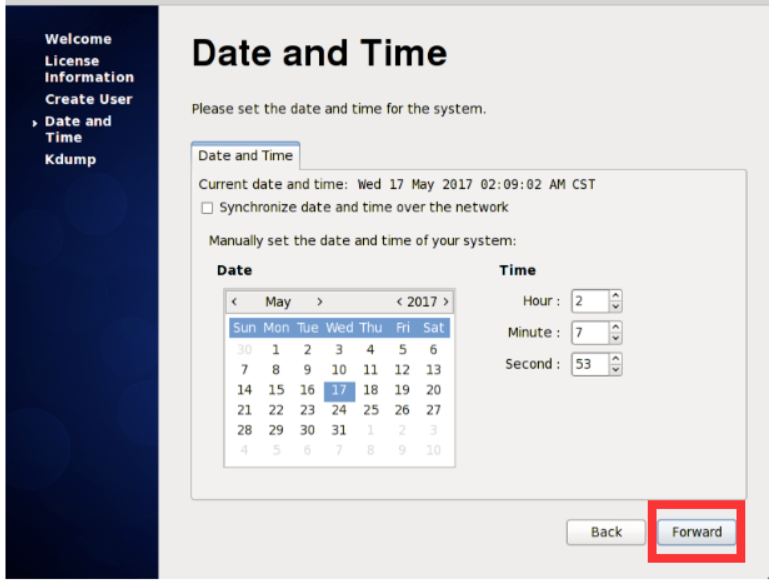 Welcome
License
Information
Create User
Date and
Time
Kdump
Date and Time
Please set the date and time for the system.
Date and Time
Current date and time: Wed 17 May 2017 02:09:02 AM CST
Synchronize date and time over the network
Manually set the date and time of your system:
Date
< May > < 2017 >
Sun Mon Tue Wed Thu Fri Sat
30 1 2 3 4 5 6
7 8 9 10 11 12 13
14 15 16 17 18 19 20
21 22 23 24 25 26 27
28 29 30 31 1 2 3
4 5 6 7 8 9 10
Time
Hour : 2
Minute : 7
Second : 53
Back
Forward